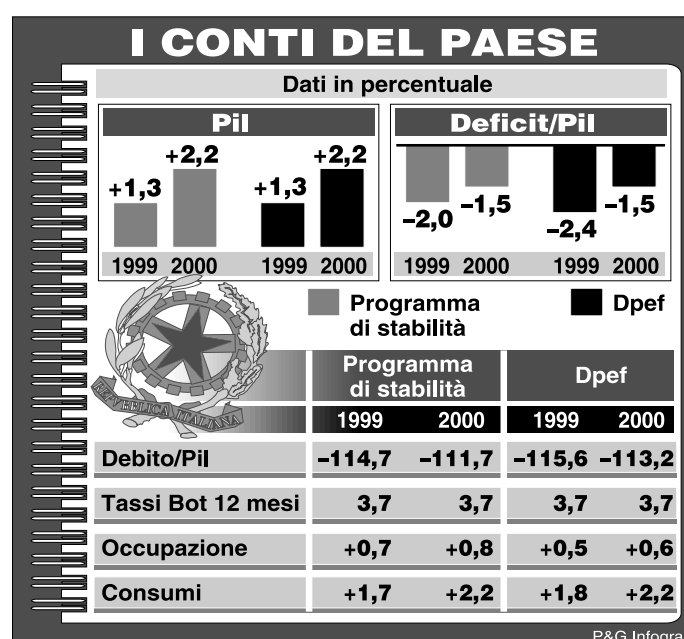 I CONTI DEL PAESE
Dati in percentuale
Pil
+1,3 +2,2 +1,3 +2,2
1999 2000 1999 2000
Deficit/Pil
–2,0 –1,5 –2,4 –1,5
1999 2000 1999 2000
Programma
di stabilità
Dpef
REPVBBLICA ITALIANA
Programma
di stabilità
Dpef
1999 2000 1999 2000
Debito/Pil –114,7 –111,7 –115,6 –113,2
Tassi Bot 12 mesi 3,7 3,7 3,7 3,7
Occupazione +0,7 +0,8 +0,5 +0,6
Consumi +1,7 +2,2 +1,8 +2,2
P&G Infogra